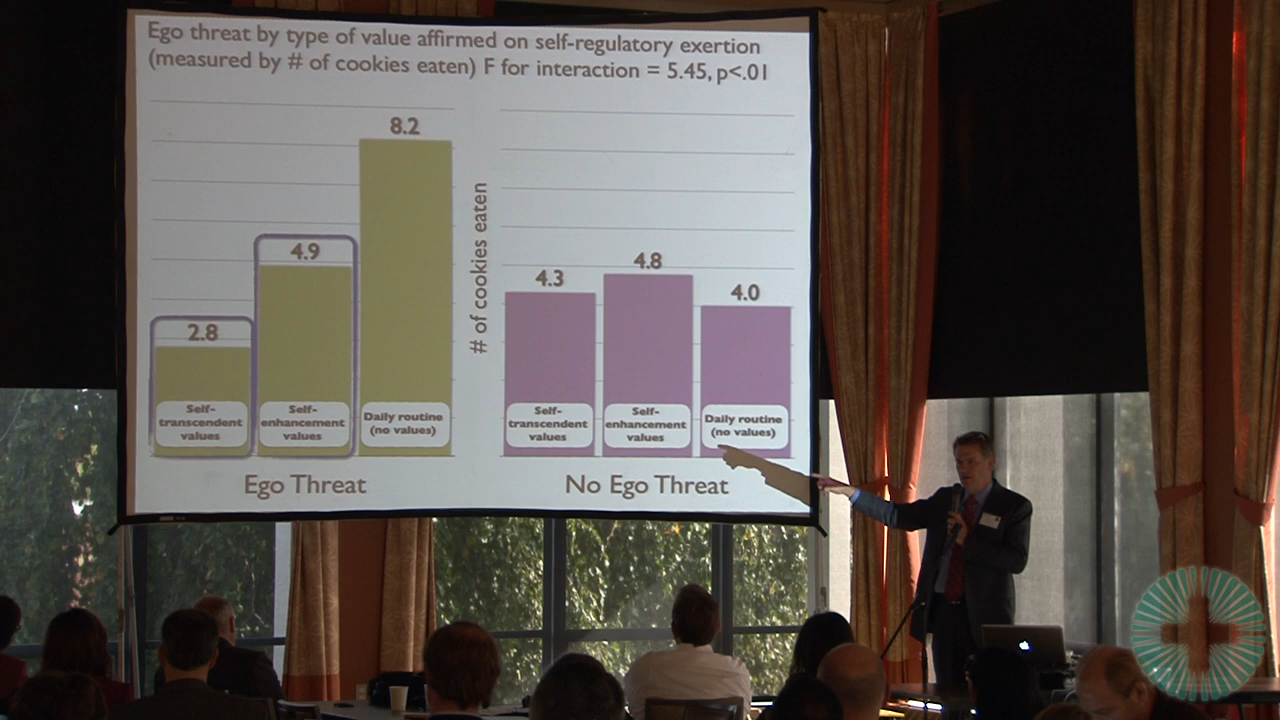 Ego threat by type of value affirmed on self-regulatory exertion
(measured by # of cookies eaten) F for interaction = 5.45, p<.01
8.2
4.9
2.8
Self-
transcendent
values
Self-
enhancement
values
Daily routine
(no values)
Ego Threat
# of cookies eaten
4.3
4.8
4.0
Self-
transcendent
values
Self-
enhancement
values
Daily routine
(no values)
No Ego Threat